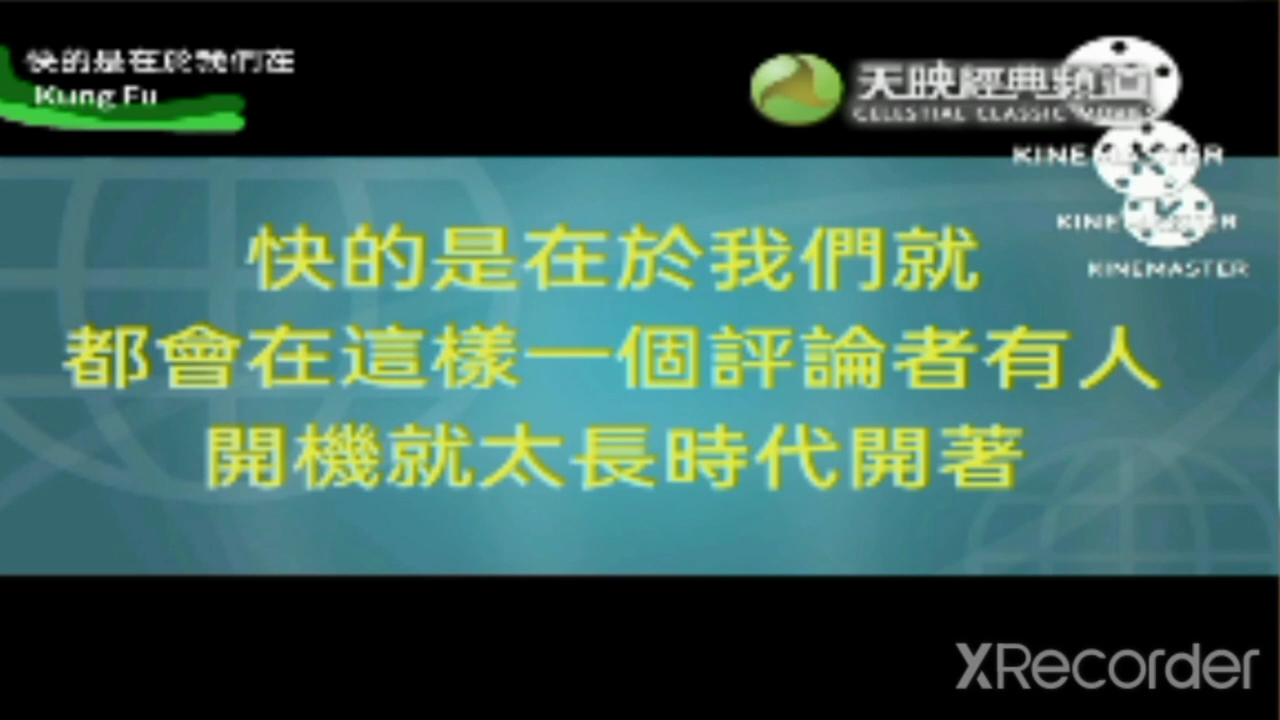 快的是在於我們在
Kung Fu
天映經典頻道
CELESTIAL CLASSIC MOVIES
KINEMASTER
KINEMASTER
KINEMASTER
快的是在於我們就
都會在這樣一個評論者有人
開機就太長時代開著
XRecorder